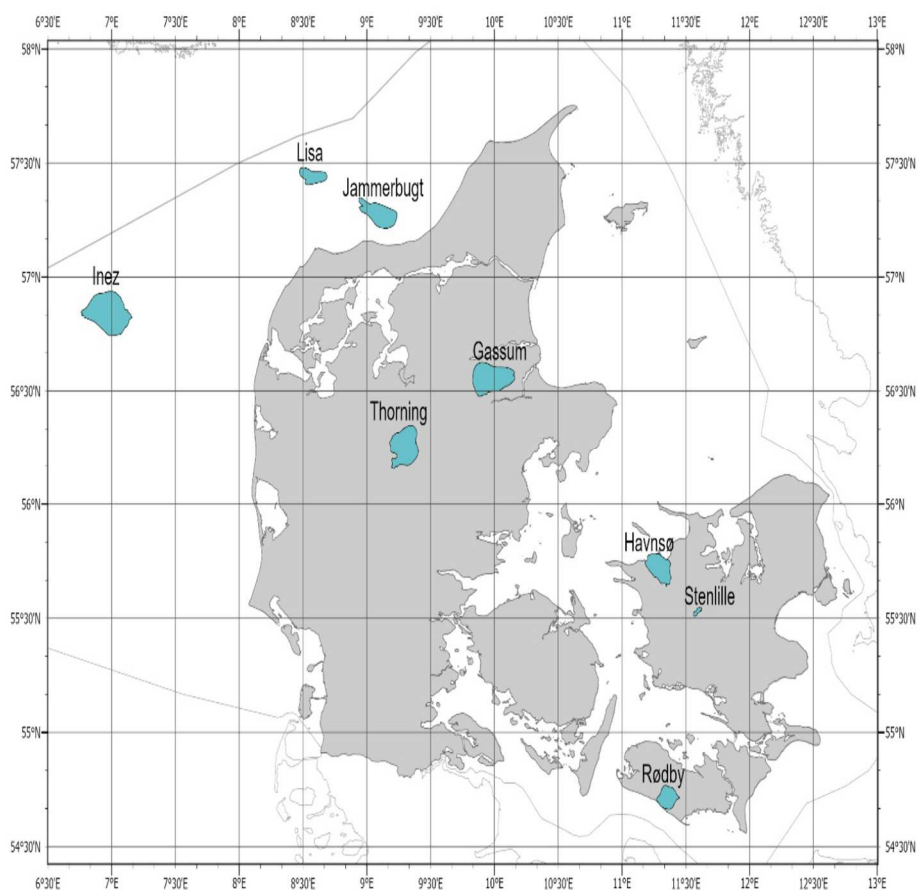 6°30'E 7°E 7°30'E 8°E 8°30'E 9°E 9°30'E 10°E 10°30'E 11°E 11°30'E 12°E 12°30'E 13°E
58°N 58°N
Lisa
57°30'N 57°30'N
Jammerbugt
57°N 57°N
Inez
Gassum
56°30'N 56°30'N
Thorning
56°N 56°N
Havnsø
Stenlille
55°30'N 55°30'N
55°N 55°N
Rødby
54°30'N 54°30'N
6°30'E 7°E 7°30'E 8°E 8°30'E 9°E 9°30'E 10°E 10°30'E 11°E 11°30'E 12°E 12°30'E 13°E